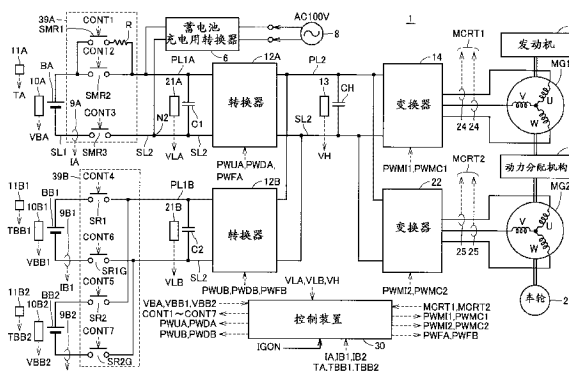 39A~ CONT1
SMR1
11A
CONT12
R
TA
10A
BA
SMR2
9A
CONT3
VBA
SL1
IA
SMR3
N2
SL2
蓄电池
充电用转换器
6
AC100V
8
1
PL1A
21A
C1
VLA
SL2
12A
转换器
PWUA,PWDA,
PWFA
PL2
13
CH
SL2
VH
14
变换器
PWMI1,PWMC1
MCRT1
24 24
发动机
MG1
V
U
W
动力分配机构
39B
CONT4
11B1
10B1
BB1
TBB1
9B1
SR1
CONT6
VBB1
IB1
SR1G
CONT5
11B2
10B2
BB2
9B2
SR2
CONT7
TBB2
VBB2
SR2G
PL1B
21B
C2
VLB
SL2
12B
转换器
PWUB,PWDB,PWFB
22
变换器
PWMI2,PWMC2
MCRT2
25 25
MG2
V
U
W
车轮
2
VLA,VLB,VH
VBA,VBB1,VBB2
CONT1~CONT7
PWUA,PWDA
PWUB,PWDB
控制装置
30
MCRT1,MCRT2
PWMI1,PWMC1
PWMI2,PWMC2
PWFA,PWFB
IGON
IA,IB1,IB2
TA,TBB1,TBB2